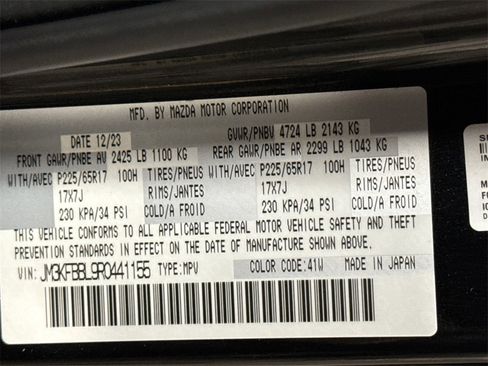 MFD. BY MAZDA MOTOR CORPORATION
DATE 12/23 GVWR/PNBV 4724 LB 2143 KG
FRONT GAWR/PNBE AV 2425 LB 1100 KG REAR GAWR/PNBE AR 2299 LB 1043 KG
WITH/AVEC P225/65R17 100H TIRES/PNEUS WITH/AVEC P225/65R17 100H TIRES/PNEUS
17X7J RIMS/JANTES 17X7J RIMS/JANTES
230 KPA/34 PSI COLD/A FROID 230 KPA/34 PSI COLD/A FROID
THIS VEHICLE CONFORMS TO ALL APPLICABLE FEDERAL MOTOR VEHICLE SAFETY AND THEFT
PREVENTION STANDARDS IN EFFECT ON THE DATE OF MANUFACTURE SHOWN ABOVE.
VIN: JM3KFBBL9R0441155 TYPE:MPV COLOR CODE:41W MADE IN JAPAN